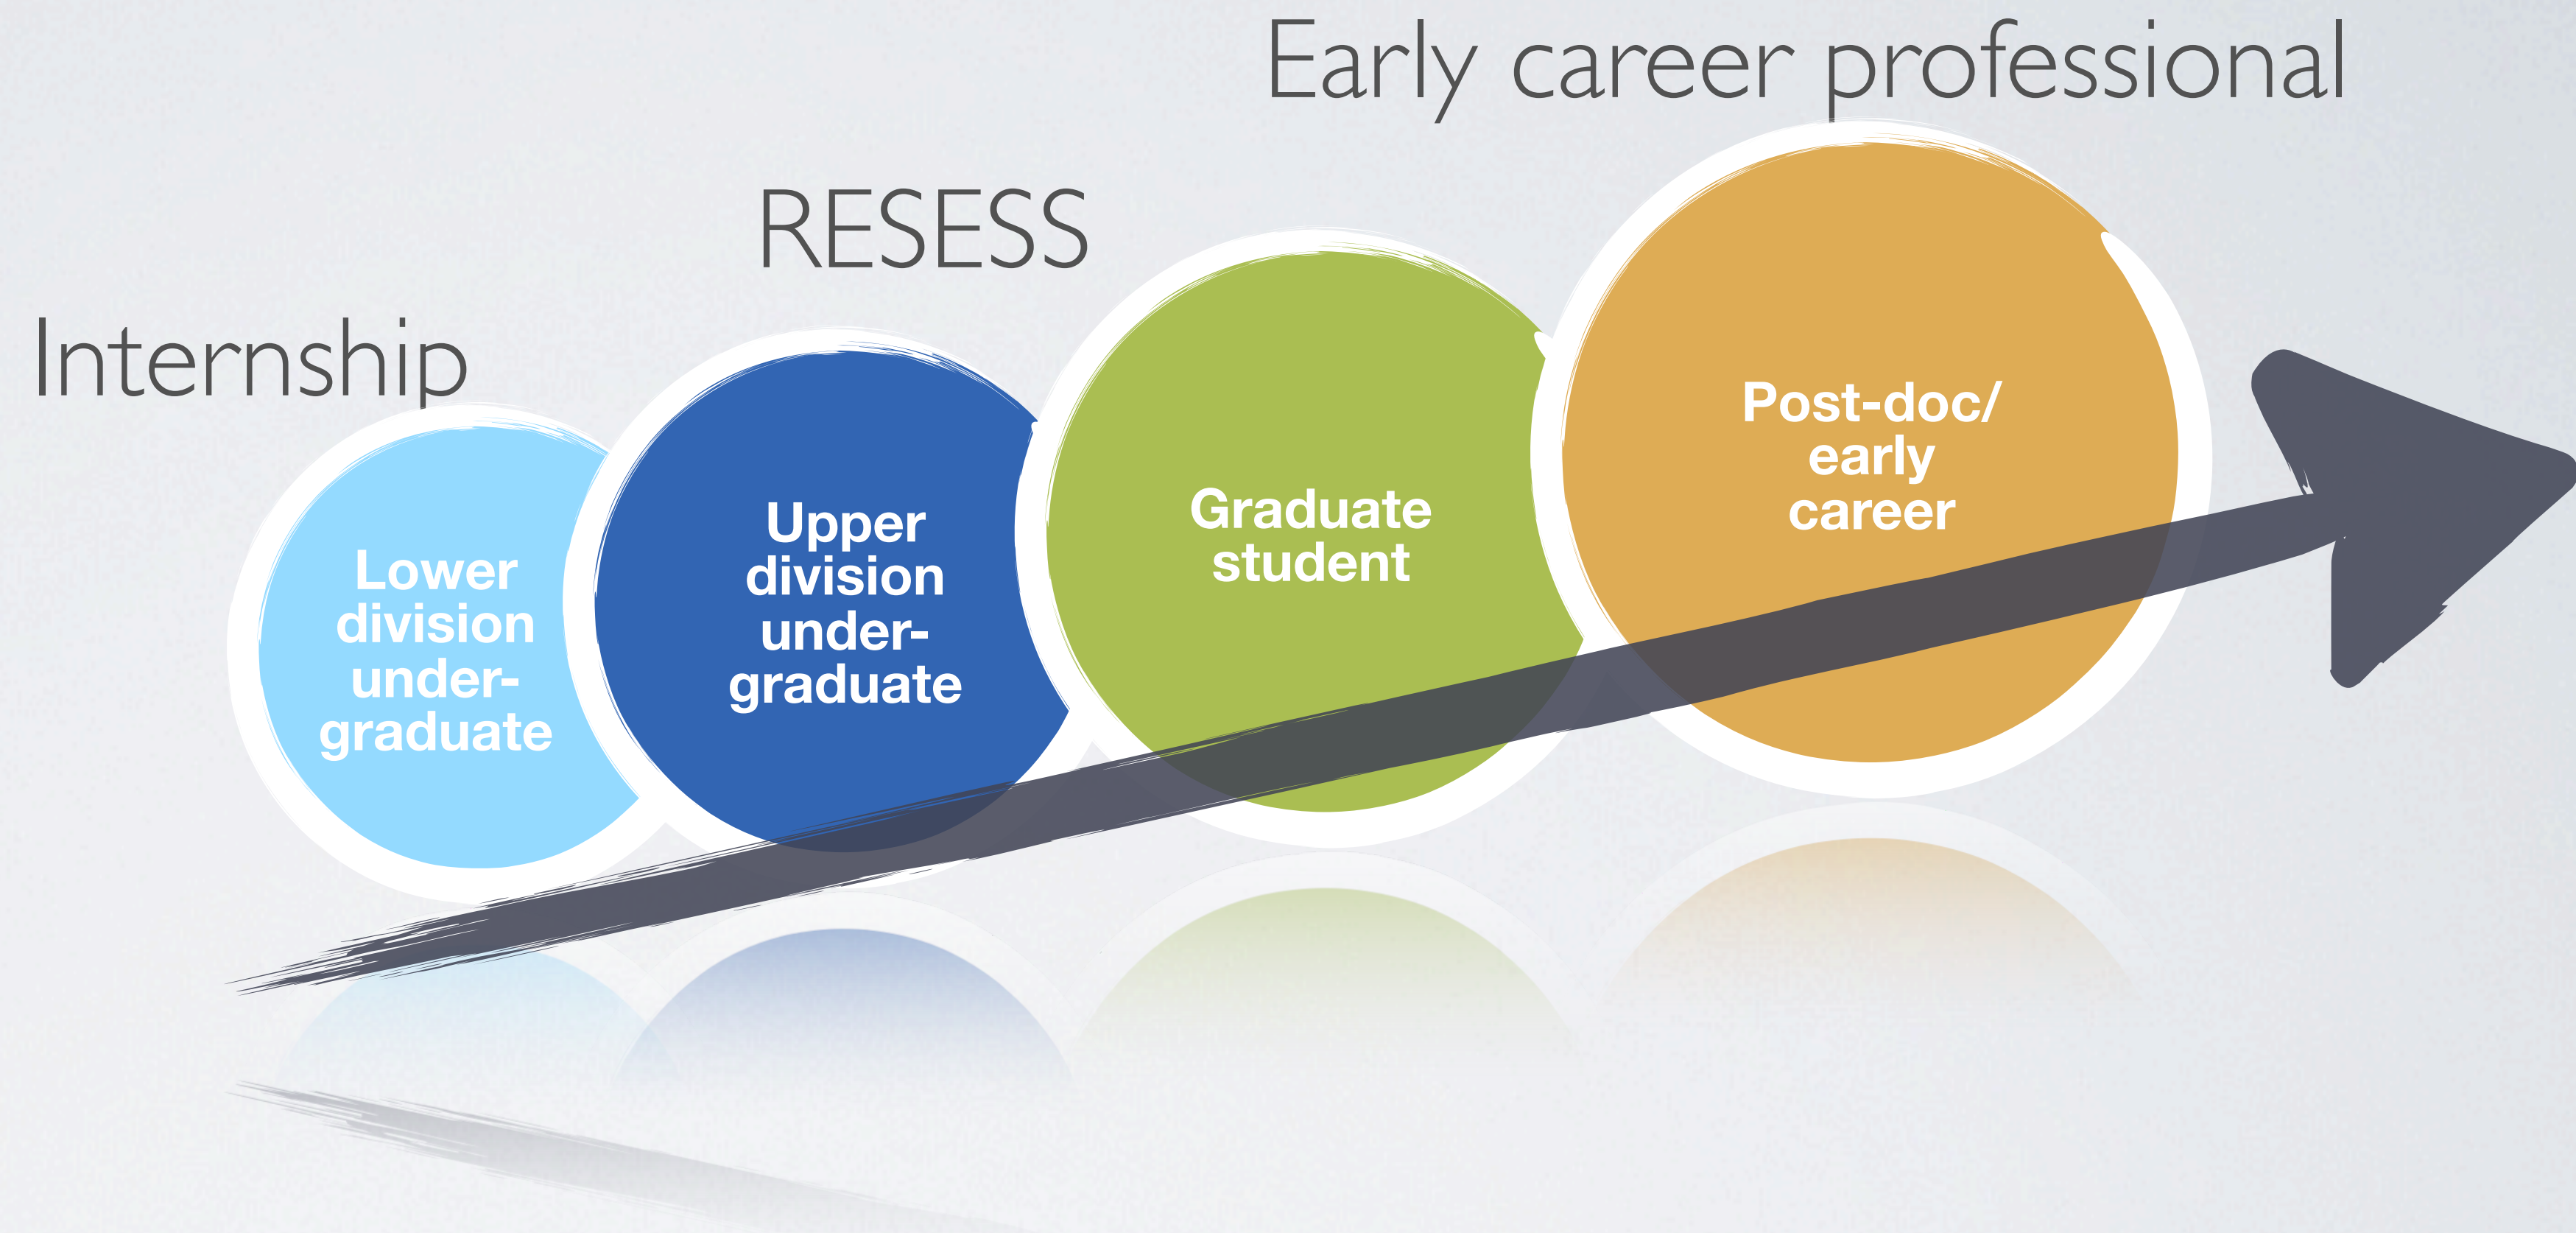 Early career professional
RESESS
Internship
Lower
division
under-
graduate
Upper
division
under-
graduate
Graduate
student
Post-doc/
early
career